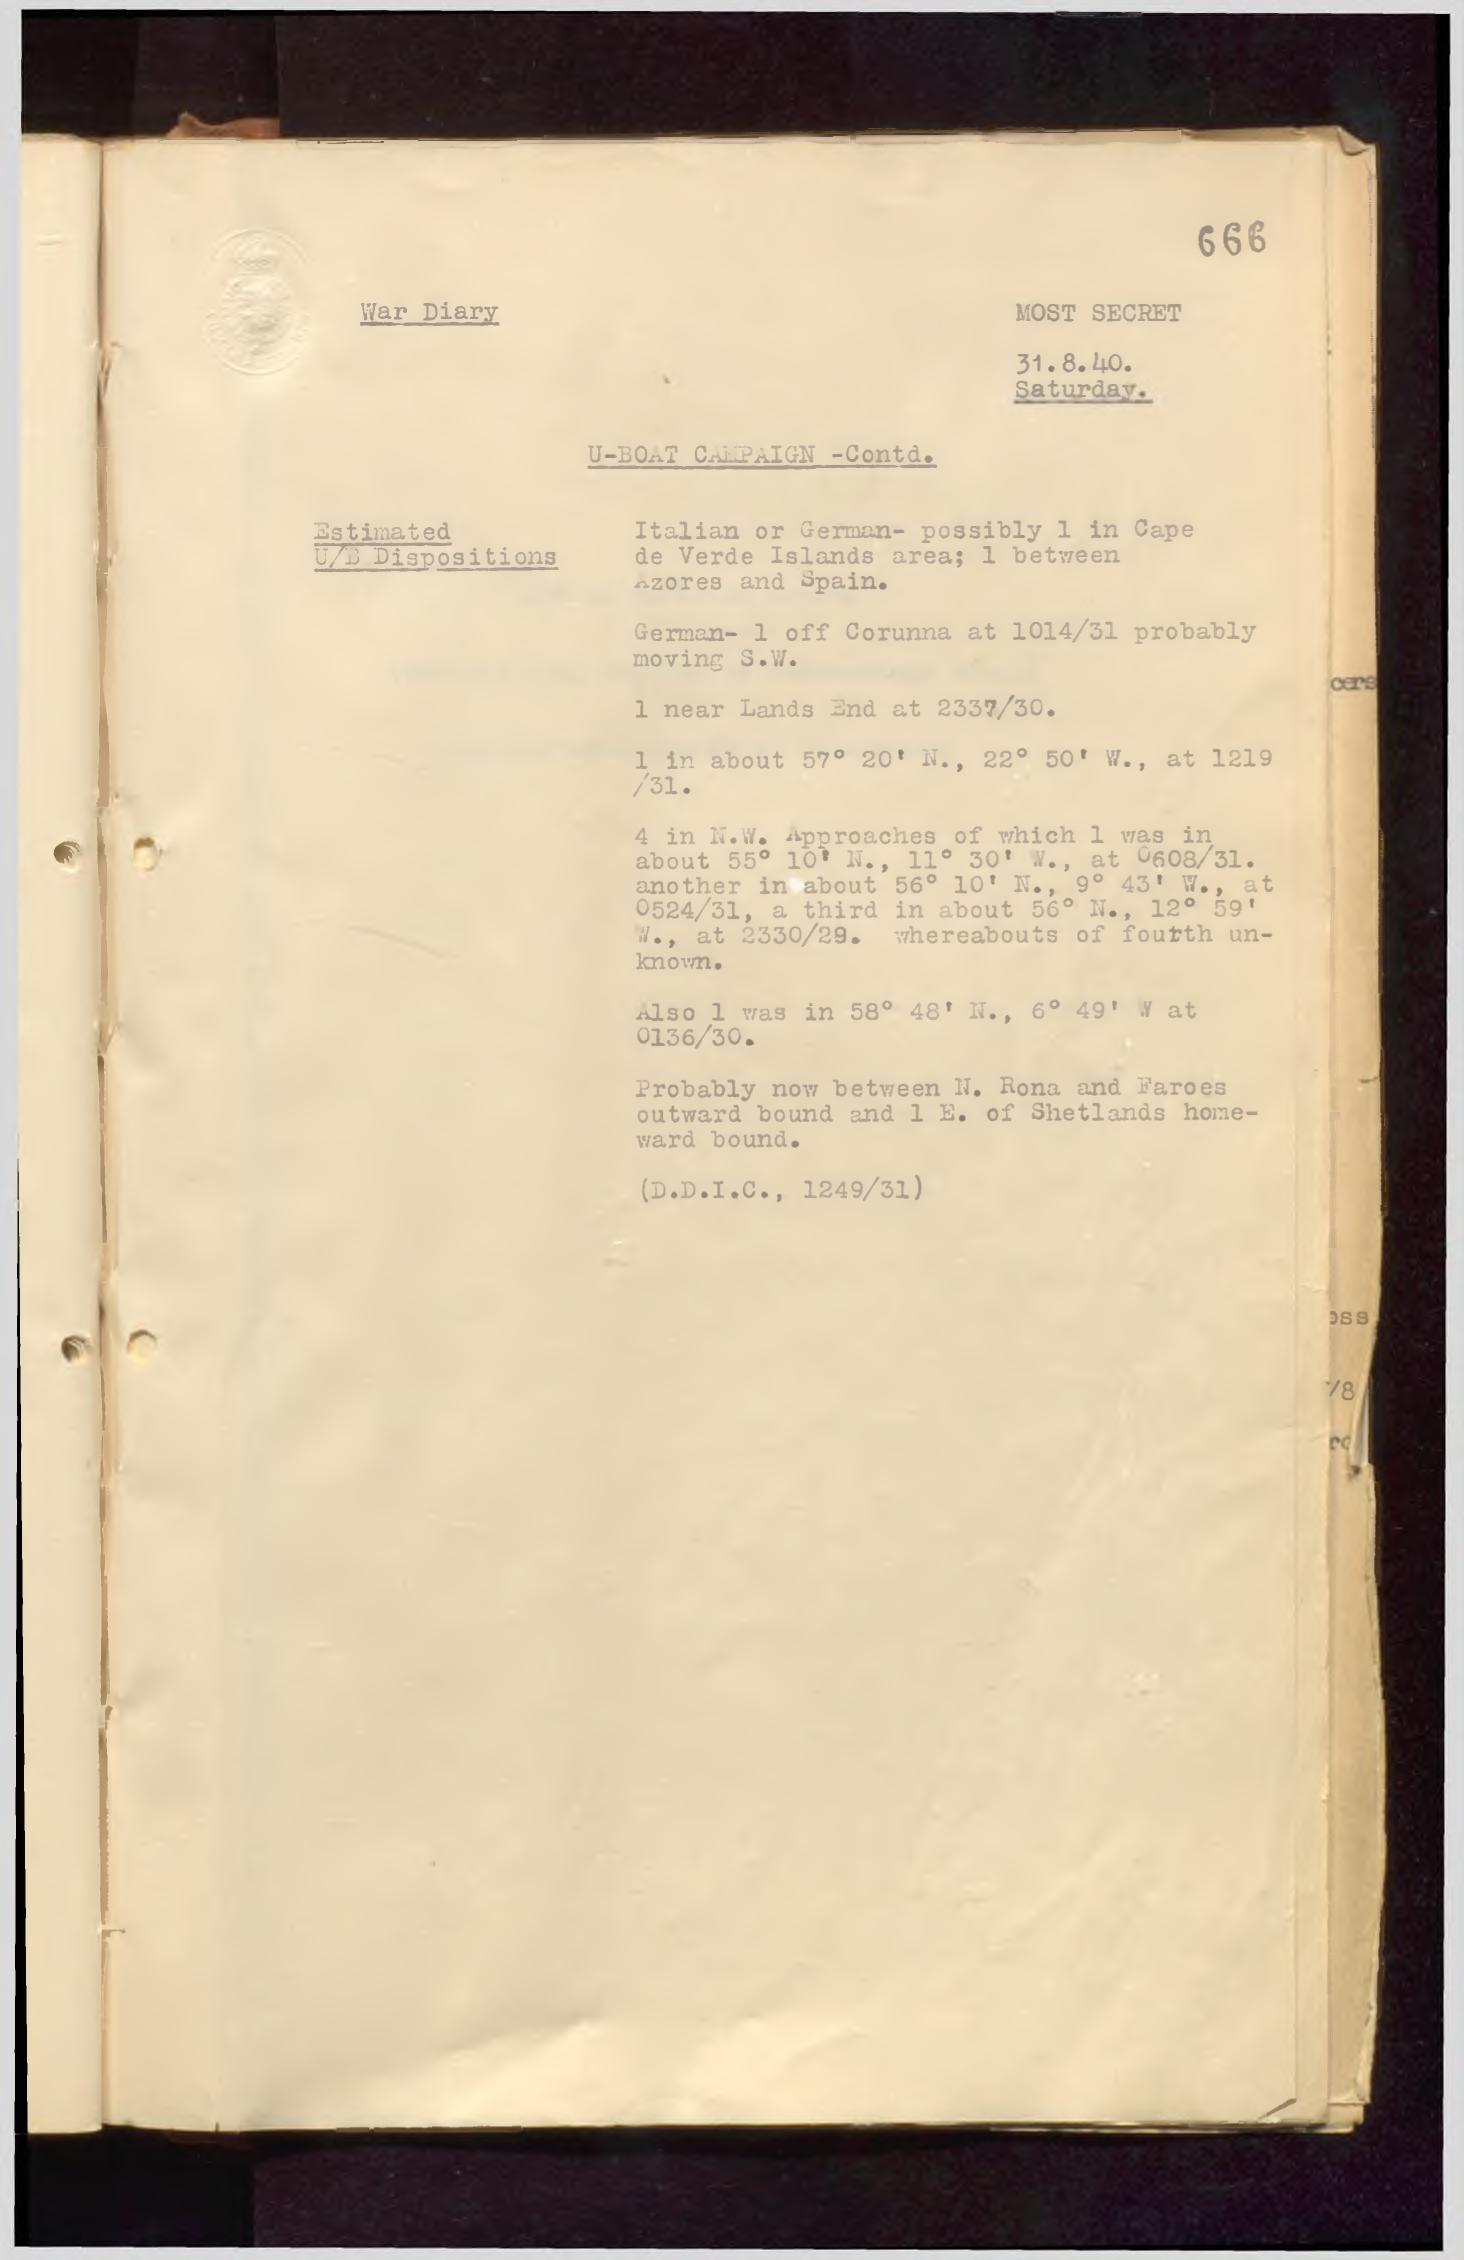 666
War Diary
MOST SECRET
31.8.40.
Saturday.
U-BOAT CAMPAIGN -Contd.
Estimated
U/B Dispositions
Italian or German- possibly 1 in Cape
de Verde Islands area; 1 between
Azores and Spain.
German- 1 off Corunna at 1014/31 probably
moving S.W.
1 near Lands End at 2337/30.
1 in about 57° 20' N., 22° 50' W., at 1219
/31.
4 in N.W. Approaches of which 1 was in
about 55° 10' N., 11° 30' W., at 0608/31.
another in about 56° 10' N., 9° 43' W., at
0524/31, a third in about 56° N., 12° 59'
W., at 2330/29. whereabouts of fourth un-
known.
Also 1 was in 58° 48' N., 6° 49' W at
0136/30.
Probably now between N. Rona and Faroes
outward bound and 1 E. of Shetlands home-
ward bound.
(D.D.I.C., 1249/31)
cers
oss
/8